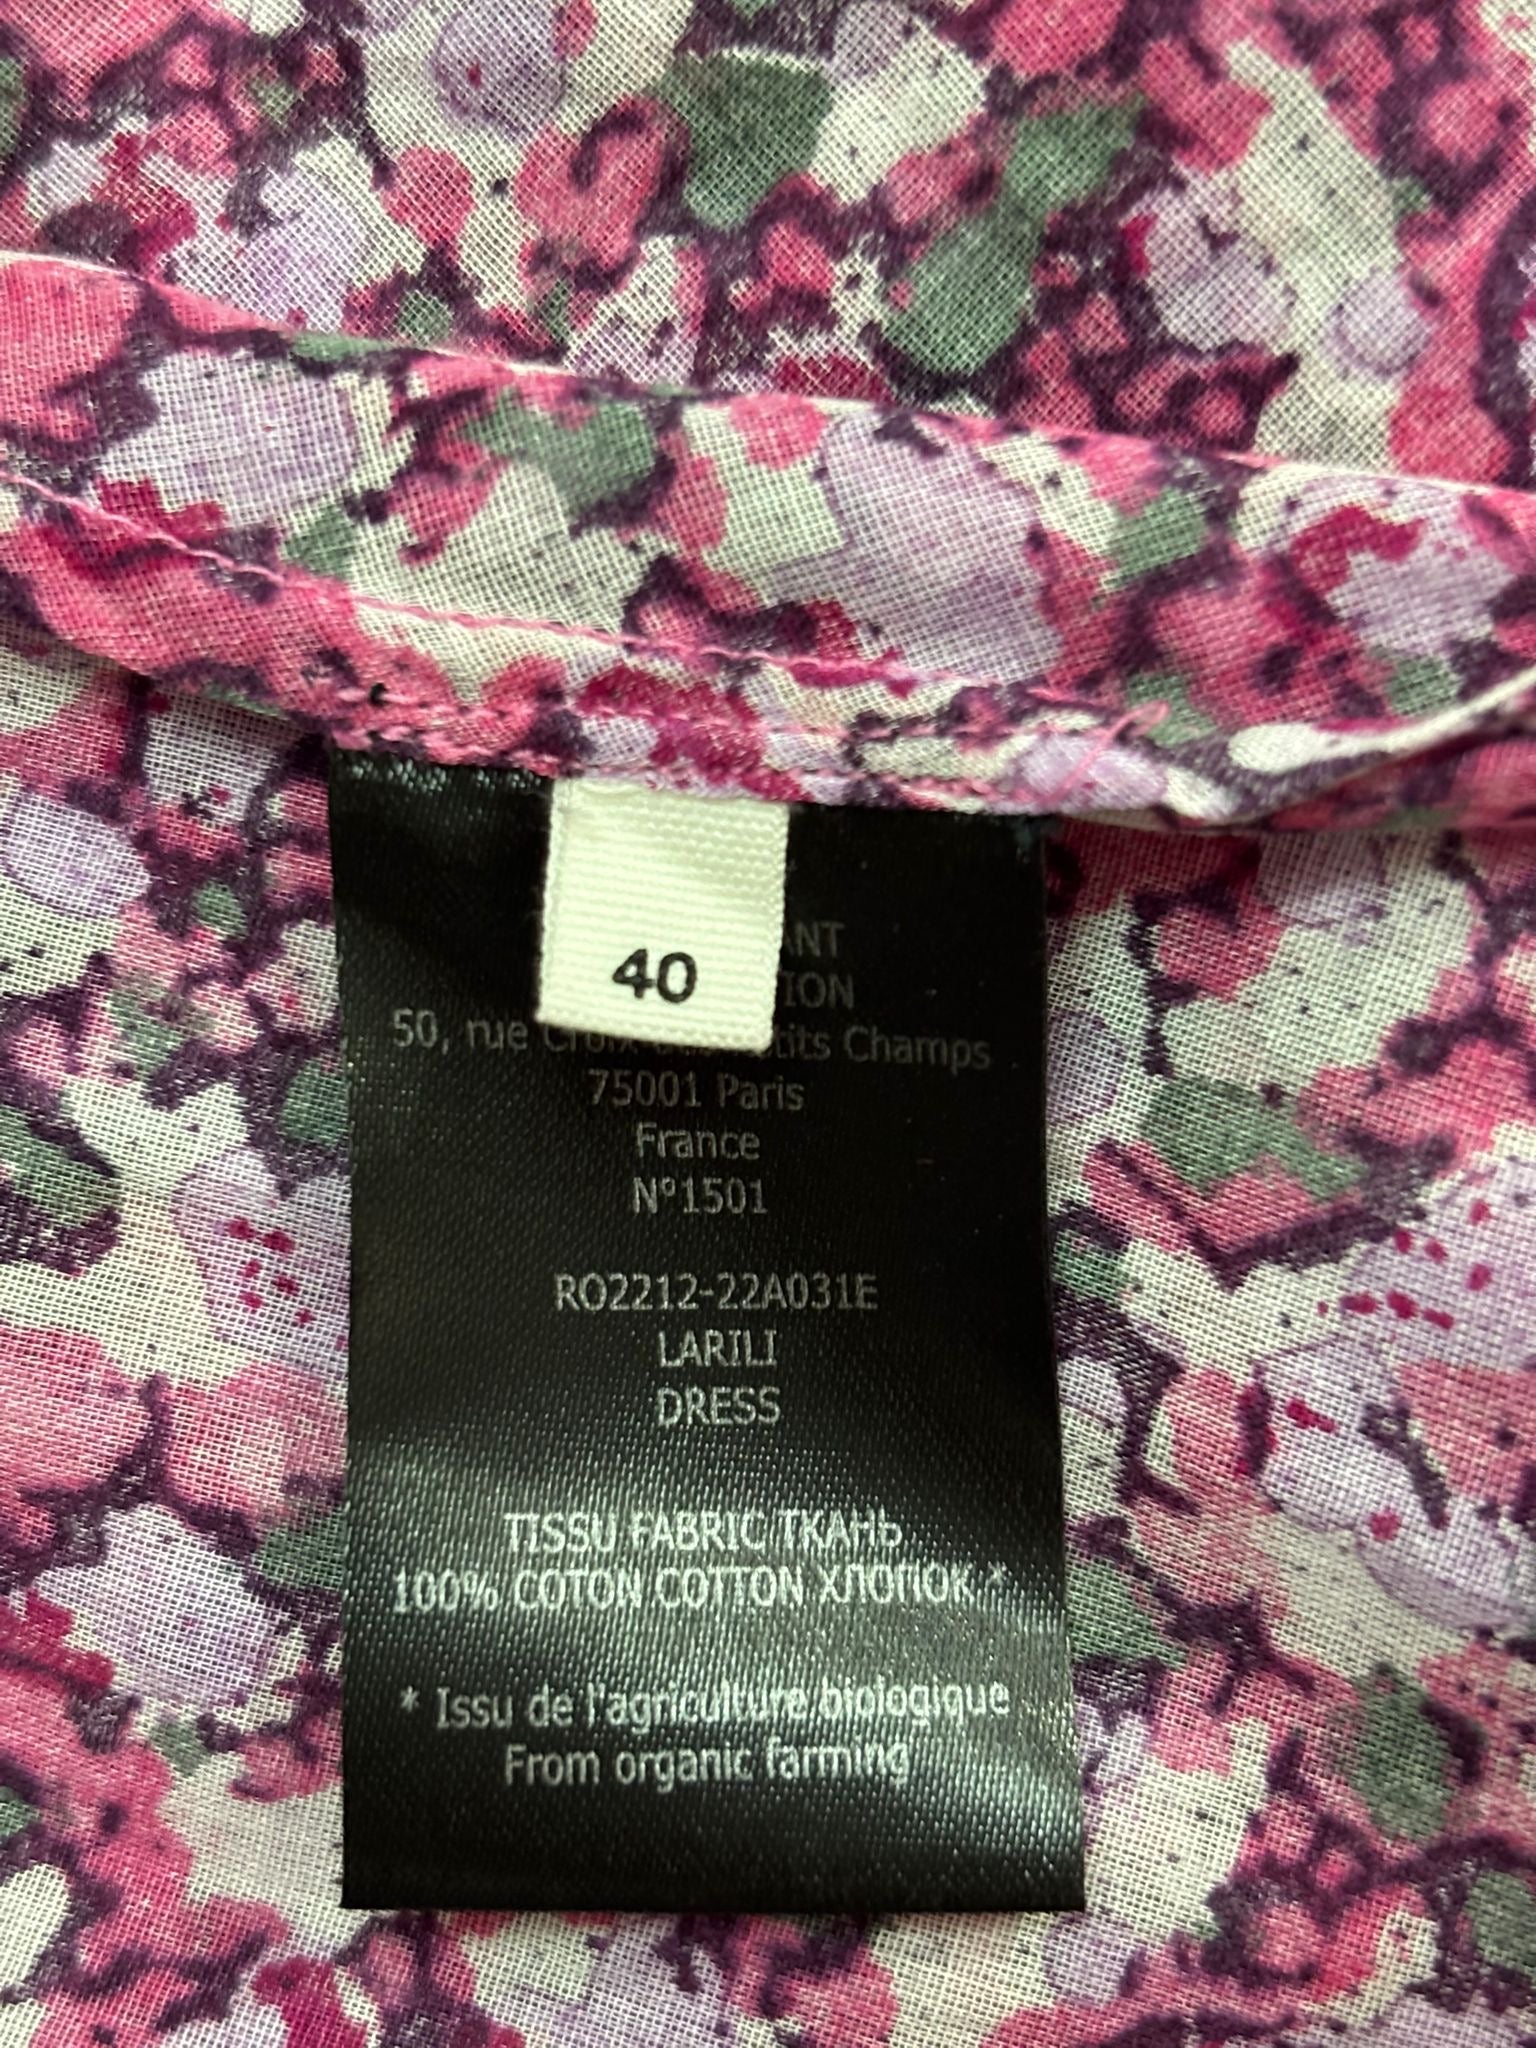 40
50, rue Champs
75001 Paris
France
N°1501
RO2212-22A031E
LARILI
DRESS
TISSU FABRIC ТКАНЬ
100% COTON COTTON ХЛОПОК *
* Issu de l'agriculture biologique
From organic farming